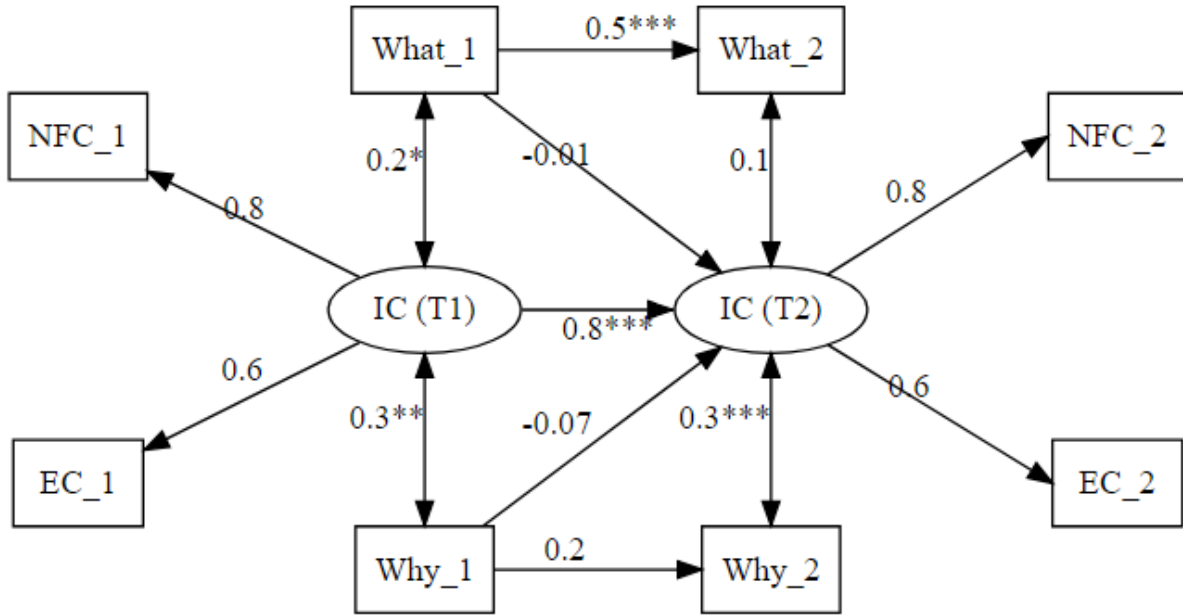 What_1
0.5***
What_2
NFC_1
NFC_2
0.2*
-0.01
0.1
0.8
0.8
IC (T1)
0.8***
IC (T2)
0.6
0.3**
-0.07
0.3***
0.6
EC_1
EC_2
Why_1
0.2
Why_2